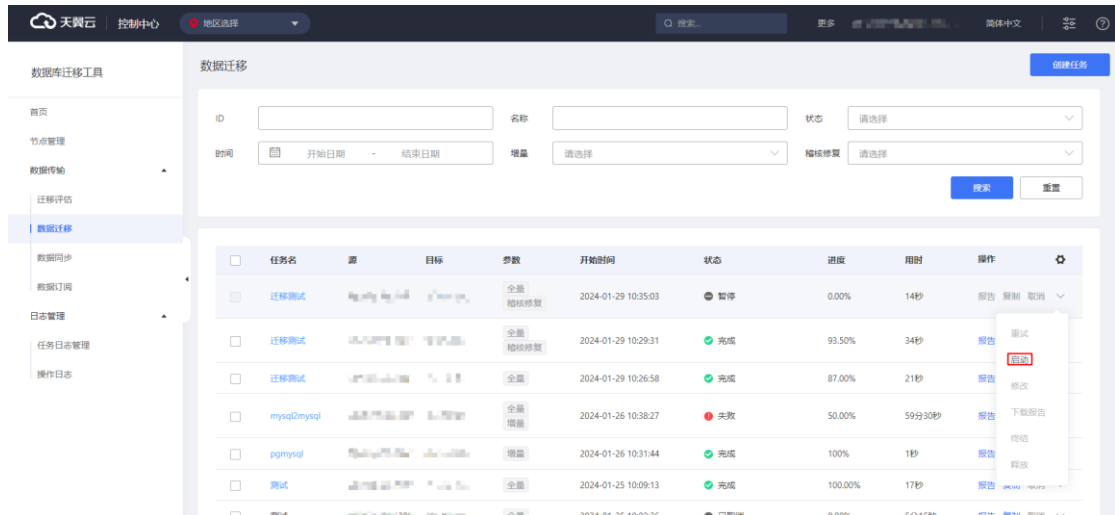 天翼云 控制中心 地区选择 搜索... 更多 简体中文
数据库迁移工具
首页
节点管理
数据传输
迁移评估
数据迁移
数据同步
数据订阅
日志管理
任务日志管理
操作日志
数据迁移 创建任务
ID 名称 状态 请选择
时间 开始日期 - 结束日期 增量 请选择 稽核修复 请选择
搜索 重置
任务名 源 目标 参数 开始时间 状态 进度 用时 操作
迁移测试 全量 稽核修复 2024-01-29 10:35:03 暂停 0.00% 14秒 报告 复制 取消
迁移测试 全量 稽核修复 2024-01-29 10:29:31 完成 93.50% 34秒 报告
迁移测试 全量 2024-01-29 10:26:58 完成 87.00% 21秒 报告
mysql2mysql 全量 增量 2024-01-26 10:38:27 失败 50.00% 59分30秒 报告
pgmysql 增量 2024-01-26 10:31:44 完成 100% 1秒 报告
测试 全量 2024-01-25 10:09:13 完成 100.00% 17秒 报告 复制 取消
重试
启动
修改
下载报告
终结
释放